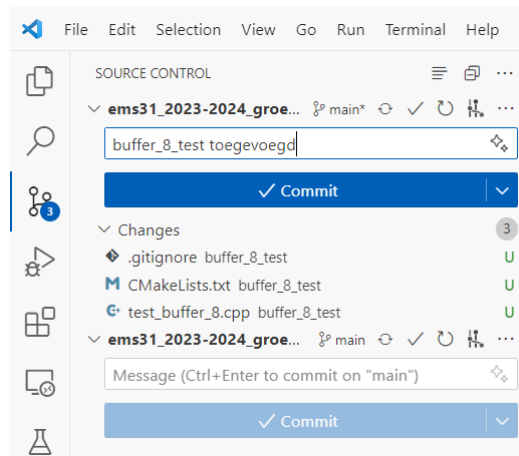 File Edit Selection View Go Run Terminal Help
SOURCE CONTROL
ems31_2023-2024_groe... main*
buffer_8_test toegevoegd
Commit
3
Changes 3
.gitignore buffer_8_test U
M CMakeLists.txt buffer_8_test U
test_buffer_8.cpp buffer_8_test U
ems31_2023-2024_groe... main
Message (Ctrl+Enter to commit on "main")
Commit